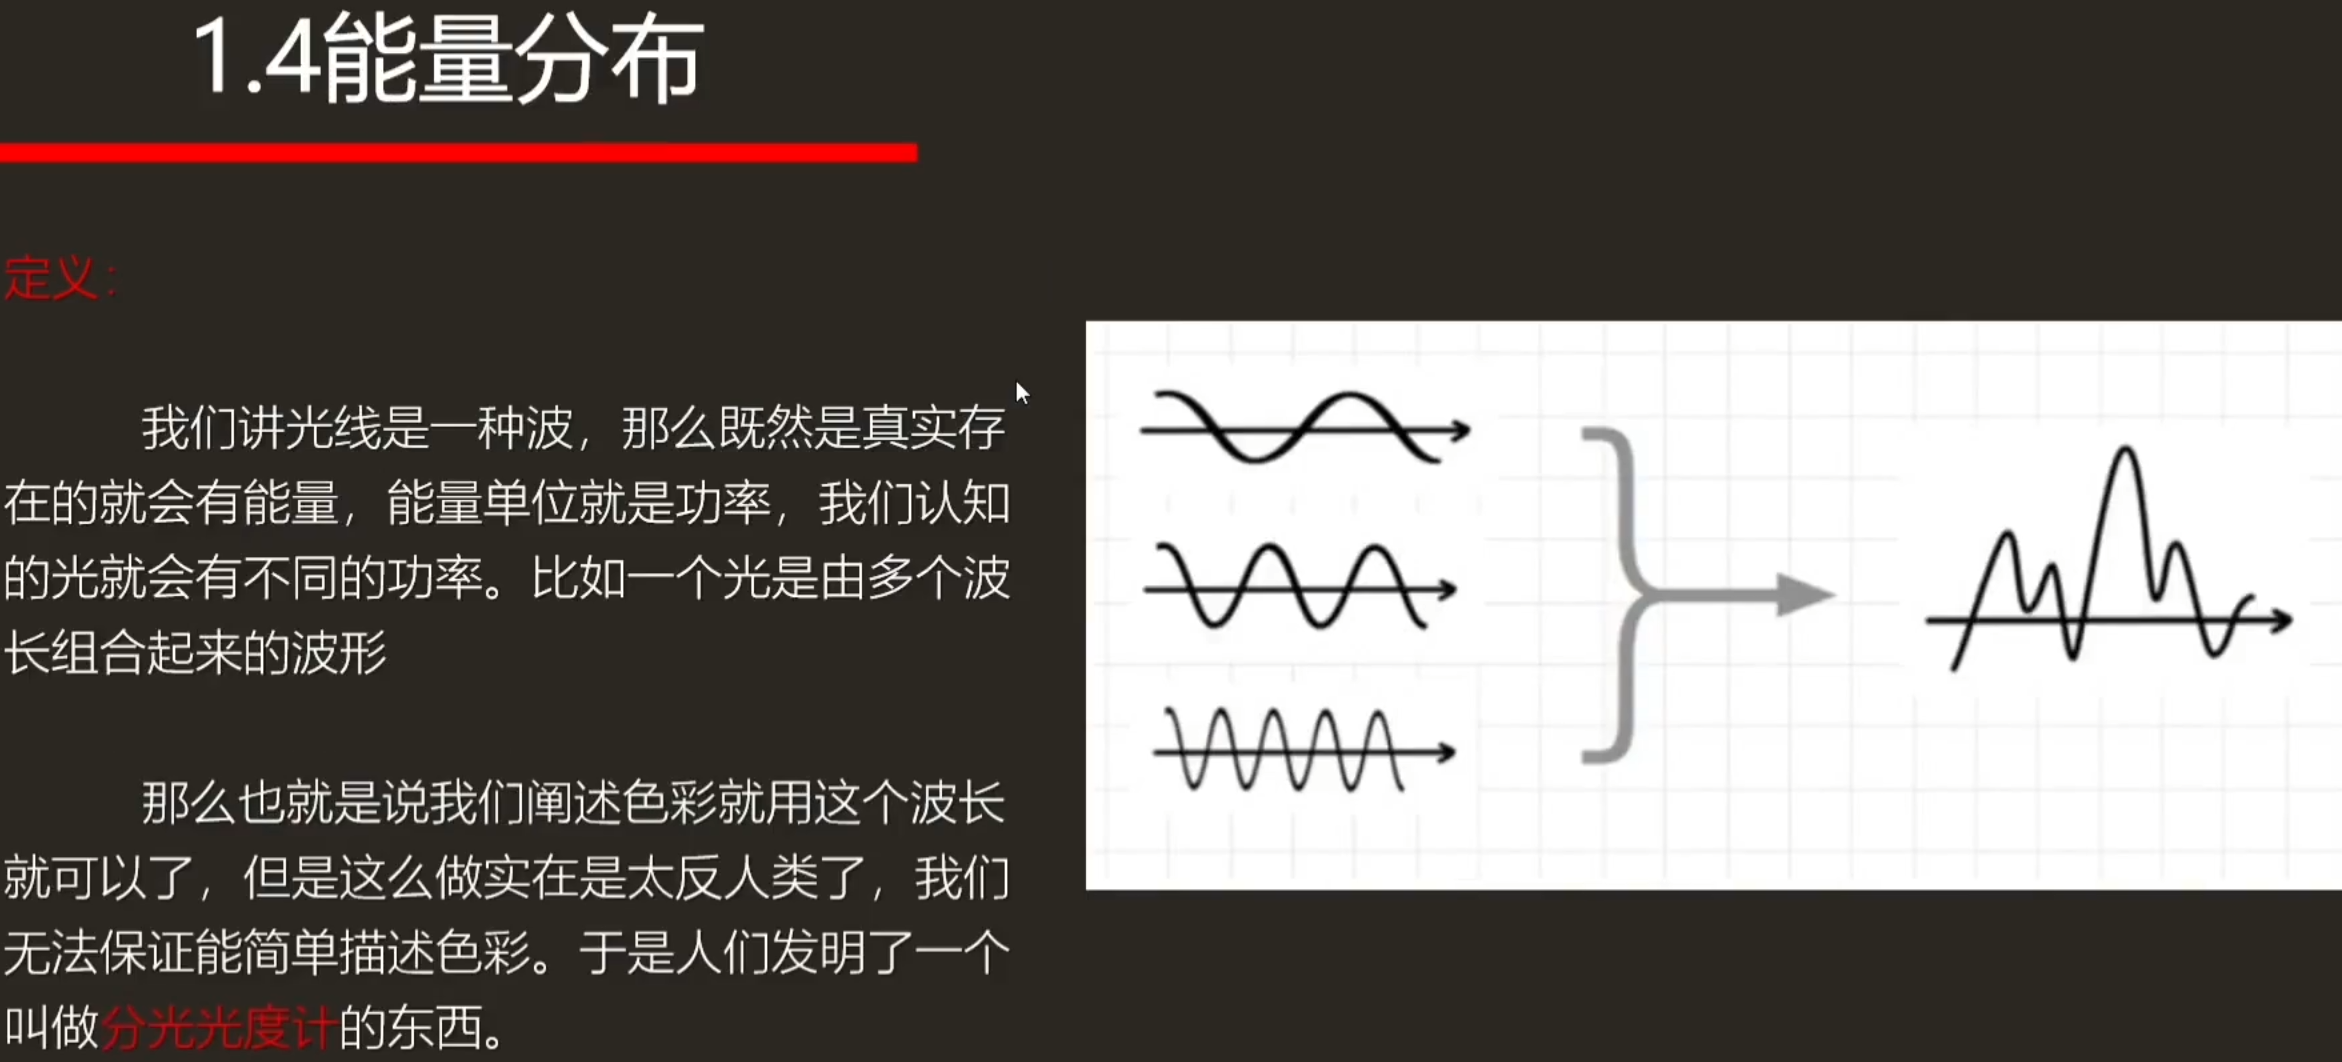 1.4能量分布
定义：
我们讲光线是一种波，那么既然是真实存
在的就会有能量，能量单位就是功率，我们认知
的光就会有不同的功率。比如一个光是由多个波
长组合起来的波形
那么也就是说我们阐述色彩就用这个波长
就可以了，但是这么做实在是太反人类了，我们
无法保证能简单描述色彩。于是人们发明了一个
叫做分光光度计的东西。